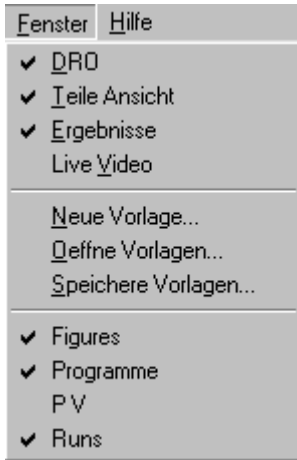 Fenster Hilfe
DRO
Teile Ansicht
Ergebnisse
Live Video
Neue Vorlage...
Oeffne Vorlagen...
Speichere Vorlagen...
Figures
Programme
P V
Runs